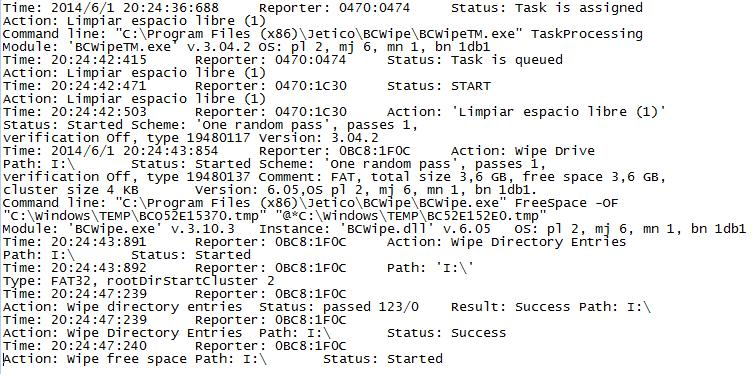 Time: 2014/6/1 20:24:36:688 Reporter: 0470:0474 Status: Task is assigned
Action: Limpiar espacio libre (1)
Command line: "C:\Program Files (x86)\Jetico\BCWipe\BCWipeTM.exe" TaskProcessing
Module: 'BCWipeTM.exe' v.3.04.2 OS: pl 2, mj 6, mn 1, bn 1db1
Time: 20:24:42:415 Reporter: 0470:0474 Status: Task is queued
Action: Limpiar espacio libre (1)
Time: 20:24:42:471 Reporter: 0470:1C30 Status: START
Action: Limpiar espacio libre (1)
Time: 20:24:42:503 Reporter: 0470:1C30 Action: 'Limpiar espacio libre (1)'
Status: Started Scheme: 'One random pass', passes 1,
verification Off, type 19480117 Version: 3.04.2
Time: 2014/6/1 20:24:43:854 Reporter: 0BC8:1F0C Action: Wipe Drive
Path: I:\ Status: Started Scheme: 'One random pass', passes 1,
verification Off, type 19480137 Comment: FAT, total size 3,6 GB, free space 3,6 GB,
cluster size 4 KB Version: 6.05,OS pl 2, mj 6, mn 1, bn 1db1.
Command line: "C:\Program Files (x86)\Jetico\BCWipe\BCWipe.exe" FreeSpace -OF
"C:\Windows\TEMP\BCO52E15370.tmp" "@*C:\Windows\TEMP\BC52E152E0.tmp"
Module: 'BCWipe.exe' v.3.10.3 Instance: 'BCWipe.dll' v.6.05 OS: pl 2, mj 6, mn 1, bn 1db1
Time: 20:24:43:891 Reporter: 0BC8:1F0C Action: Wipe Directory Entries
Path: I:\ Status: Started
Time: 20:24:43:892 Reporter: 0BC8:1F0C Path: 'I:\'
Type: FAT32, rootDirStartCluster 2
Time: 20:24:47:239 Reporter: 0BC8:1F0C
Action: Wipe directory entries Status: passed 123/0 Result: Success Path: I:\
Time: 20:24:47:239 Reporter: 0BC8:1F0C
Action: Wipe Directory Entries Path: I:\ Status: Success
Time: 20:24:47:240 Reporter: 0BC8:1F0C
Action: Wipe free space Path: I:\ Status: Started